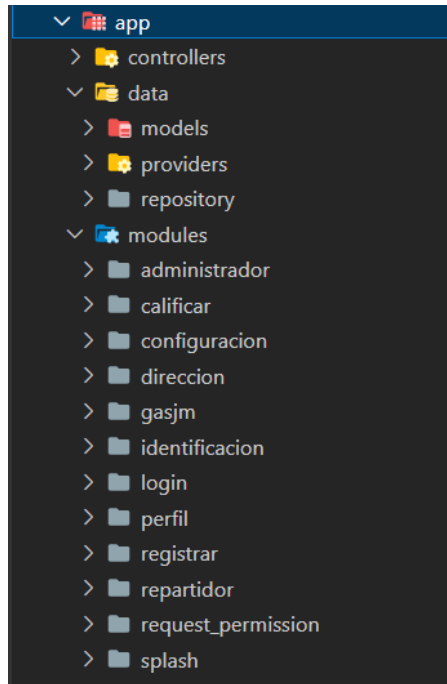 app
controllers
data
models
providers
repository
modules
administrador
calificar
configuracion
direccion
gasjm
identificacion
login
perfil
registrar
repartidor
request_permission
splash